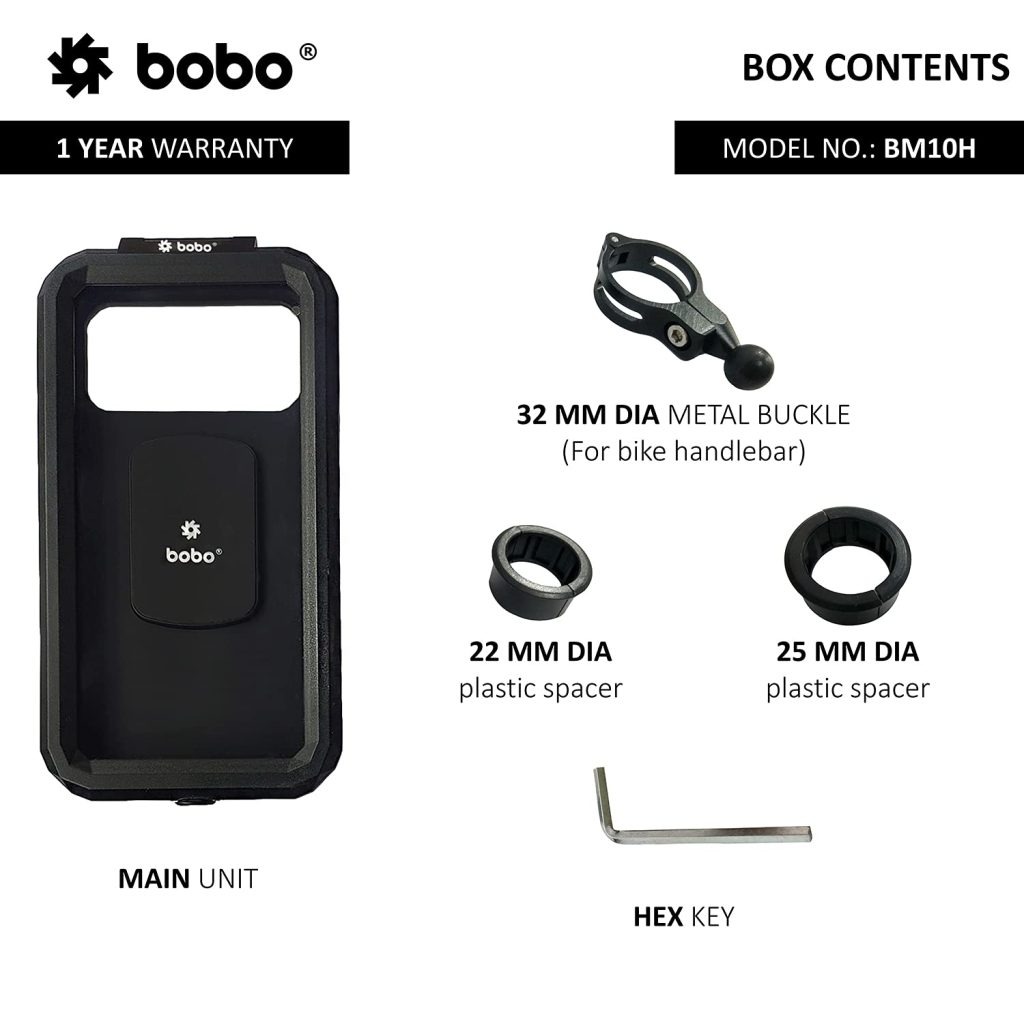 bobo®
BOX CONTENTS
1 YEAR WARRANTY
MODEL NO.: BM10H
bobo®
32 MM DIA METAL BUCKLE
(For bike handlebar)
bobo®
22 MM DIA
plastic spacer
25 MM DIA
plastic spacer
MAIN UNIT
HEX KEY